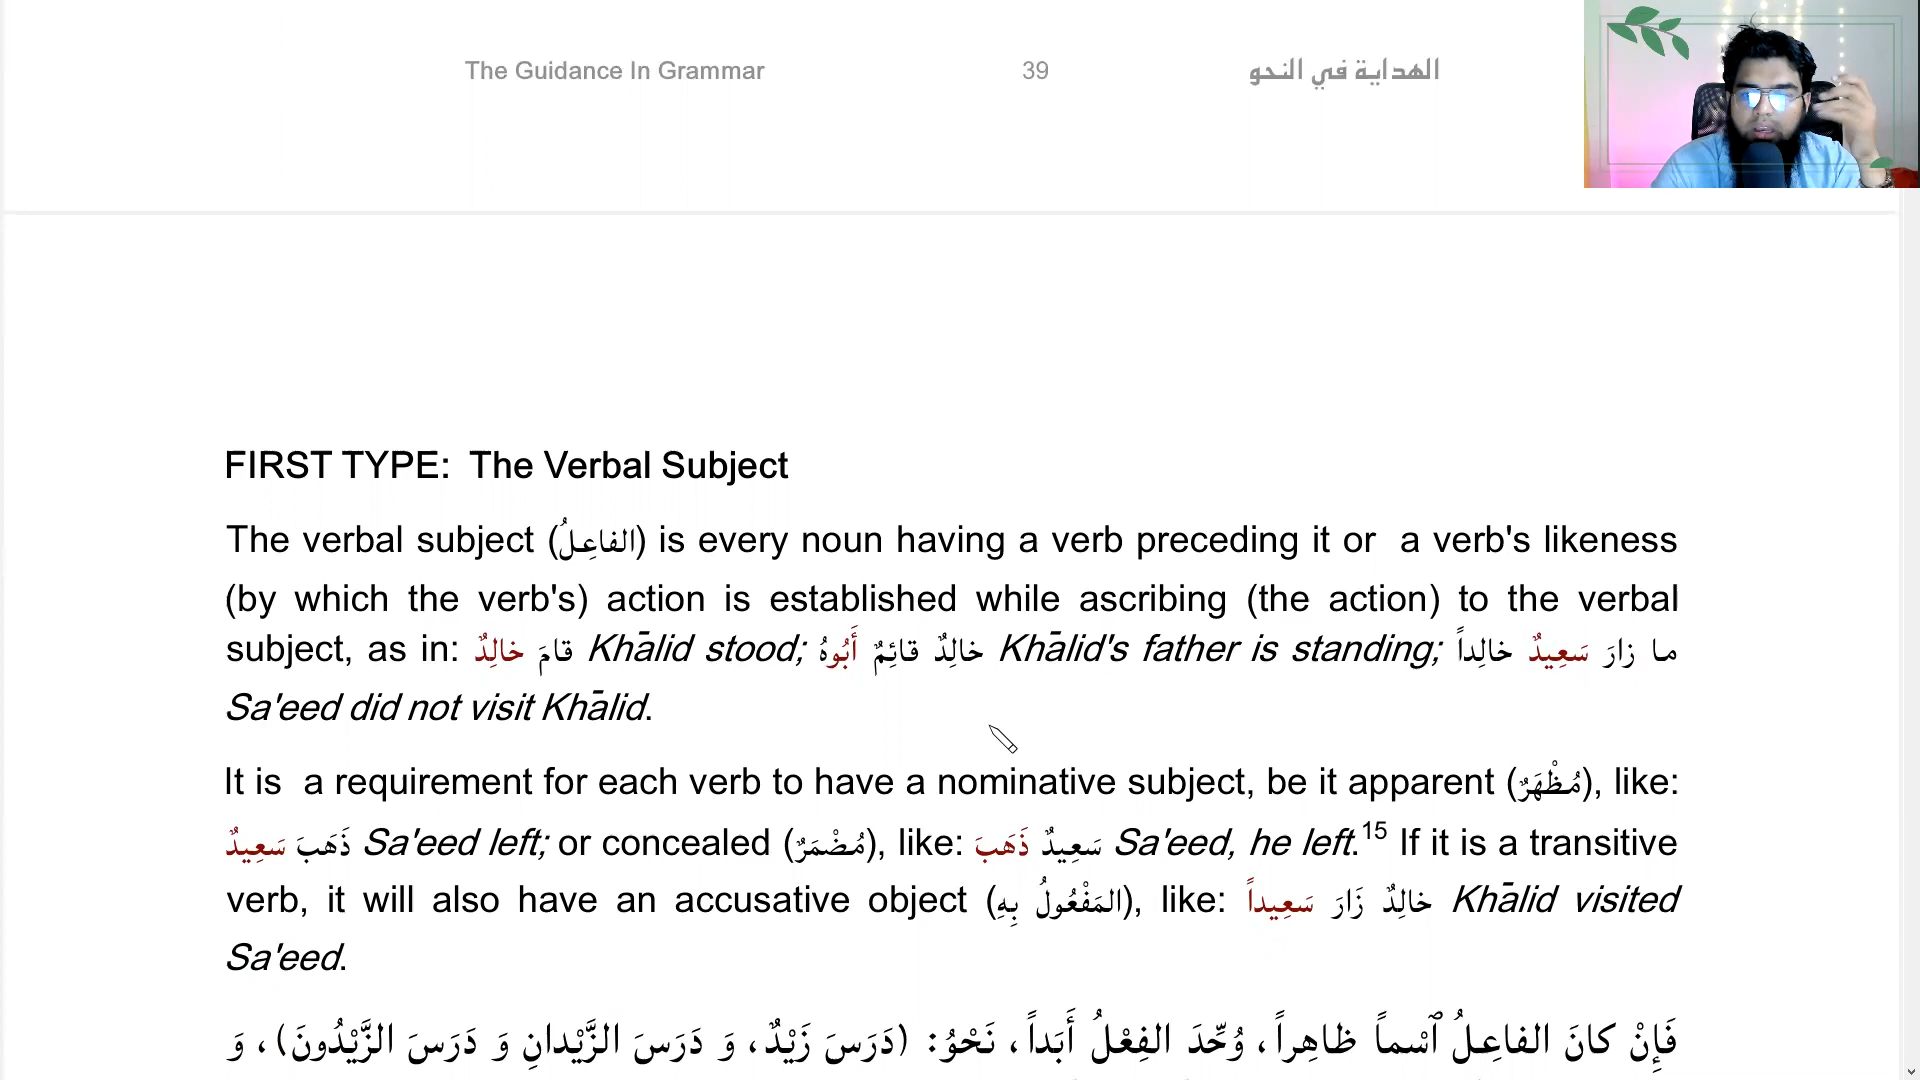 The Guidance In Grammar 39 الهداية في النحو
FIRST TYPE: The Verbal Subject
The verbal subject (الفاعِلُ) is every noun having a verb preceding it or a verb's likeness
(by which the verb's) action is established while ascribing (the action) to the verbal
subject, as in: قامَ خالِدٌ Khālid stood; خالِدٌ قائِمٌ أَبُوهُ Khālid's father is standing; ما زارَ سَعِيدٌ خالِداً
Sa'eed did not visit Khālid.
It is a requirement for each verb to have a nominative subject, be it apparent (مُظْهَرٌ), like:
ذَهَبَ سَعِيدٌ Sa'eed left; or concealed (مُضْمَرٌ), like: سَعِيدٌ ذَهَبَ Sa'eed, he left.15 If it is a transitive
verb, it will also have an accusative object (المَفْعُولُ بِهِ), like: خالِدٌ زَارَ سَعِيداً Khālid visited
Sa'eed.
فَإِنْ كانَ الفاعِلُ ٱسْماً ظاهِراً، وُحِّدَ الفِعْلُ أَبَداً، نَحْوُ: (دَرَسَ زَيْدٌ، وَ دَرَسَ الزَّيْدانِ وَ دَرَسَ الزَّيْدُونَ)، وَ